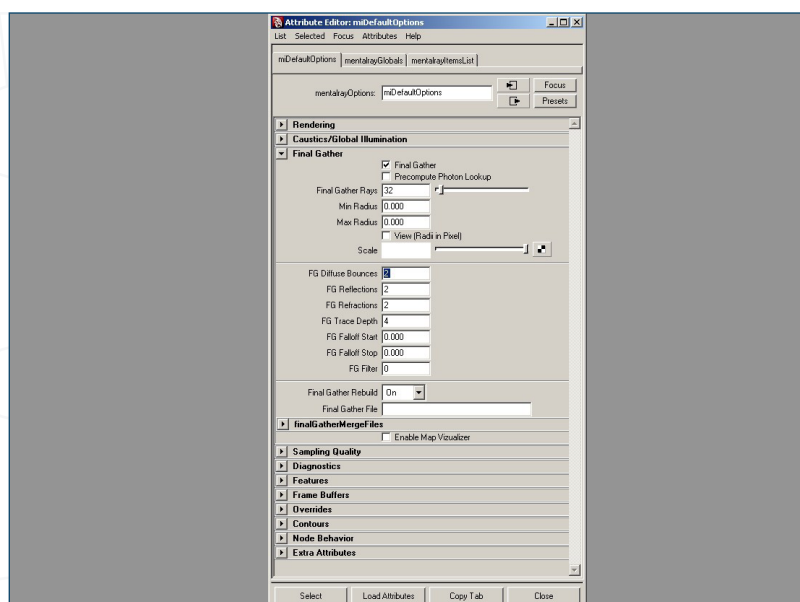 Attribute Editor: miDefaultOptions
List Selected Focus Attributes Help
miDefaultOptions mentalrayGlobals mentalrayItemsList
mentalrayOptions: miDefaultOptions
Focus
Presets
Rendering
Caustics/Global Illumination
Final Gather
Final Gather
Precompute Photon Lookup
Final Gather Rays 32
Min Radius 0.000
Max Radius 0.000
View (Radii in Pixel)
Scale
FG Diffuse Bounces 2
FG Reflections 2
FG Refractions 2
FG Trace Depth 4
FG Falloff Start 0.000
FG Falloff Stop 0.000
FG Filter 0
Final Gather Rebuild On
Final Gather File
finalGatherMergeFiles
Enable Map Vizualizer
Sampling Quality
Diagnostics
Features
Frame Buffers
Overrides
Contours
Node Behavior
Extra Attributes
Select Load Attributes Copy Tab Close